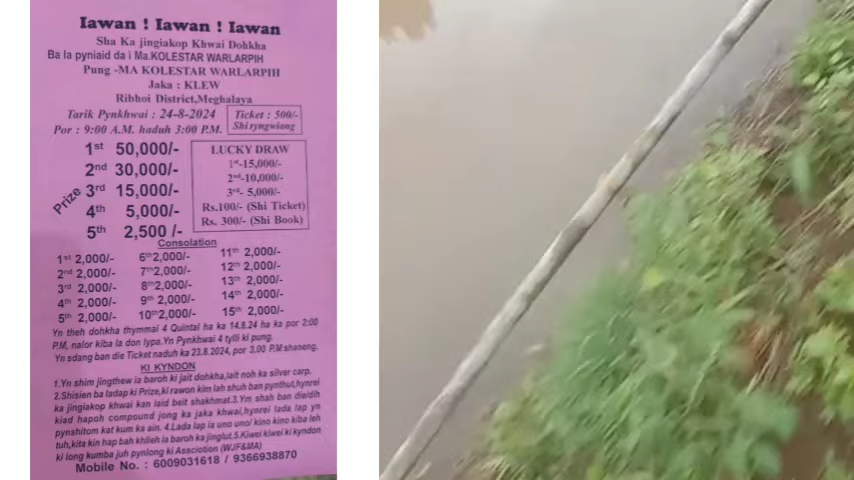 Iawan ! Iawan ! Iawan
Sha Ka jingiakop Khwai Dohkha
Ba la pyniaid da i Ma.KOLESTAR WARLARPIH
Pung -MA KOLESTAR WARLARPIH
Jaka : KLEW
Ribhoi District,Meghalaya
Tarik Pynkhwai : 24-8-2024
Por : 9:00 A.M. haduh 3:00 P.M.
Ticket : 500/-
Shi ryngwiang
Prize
1st 50,000/-
2nd 30,000/-
3rd 15,000/-
4th 5,000/-
5th 2,500 /-
LUCKY DRAW
1st-15,000/-
2nd-10,000/-
3rd- 5,000/-
Rs.100/- (Shi Ticket)
Rs. 300/- (Shi Book)
Consolation
1st 2,000/- 6th 2,000/- 11th 2,000/-
2nd 2,000/- 7th 2,000/- 12th 2,000/-
3rd 2,000/- 8th 2,000/- 13th 2,000/-
4th 2,000/- 9th 2,000/- 14th 2,000/-
5th 2,000/- 10th 2,000/- 15th 2,000/-
Yn theh dohkha thymmai 4 Quintal ha ka 14.8.24 ha ka por 2:00
P.M, nalor kiba la don lypa.Yn Pynkhwai 4 tylli ki pung.
Yn sdang ban die Ticket naduh ka 23.8.2024, por 3.00 P.M shaneng.
KI KYNDON
1.Yn shim jingthew ia baroh ki jait dohkha,lait noh ka silver carp.
2.Shisien ba ladap ki Prize,ki rawon kim lah shuh ban pynthut,hynrei
ka jingiakop khwai kan iaid beit shakhmat.3.Ym shah ban die/dih
kiad hapoh compound jong ka jaka khwai,hynrei lada lap yn
pynshitom kat kum ka ain. 4.Lada lap ia uno uno/ kino kino kiba leh
tuh,kita kin hap bah khlieh ia baroh ka jinglut.5.Kiwei kiwei ki kyndon
ki long kumba juh pynlong ki Assciotion (WJF&MA)
Mobile No. : 6009031618 / 9366938870